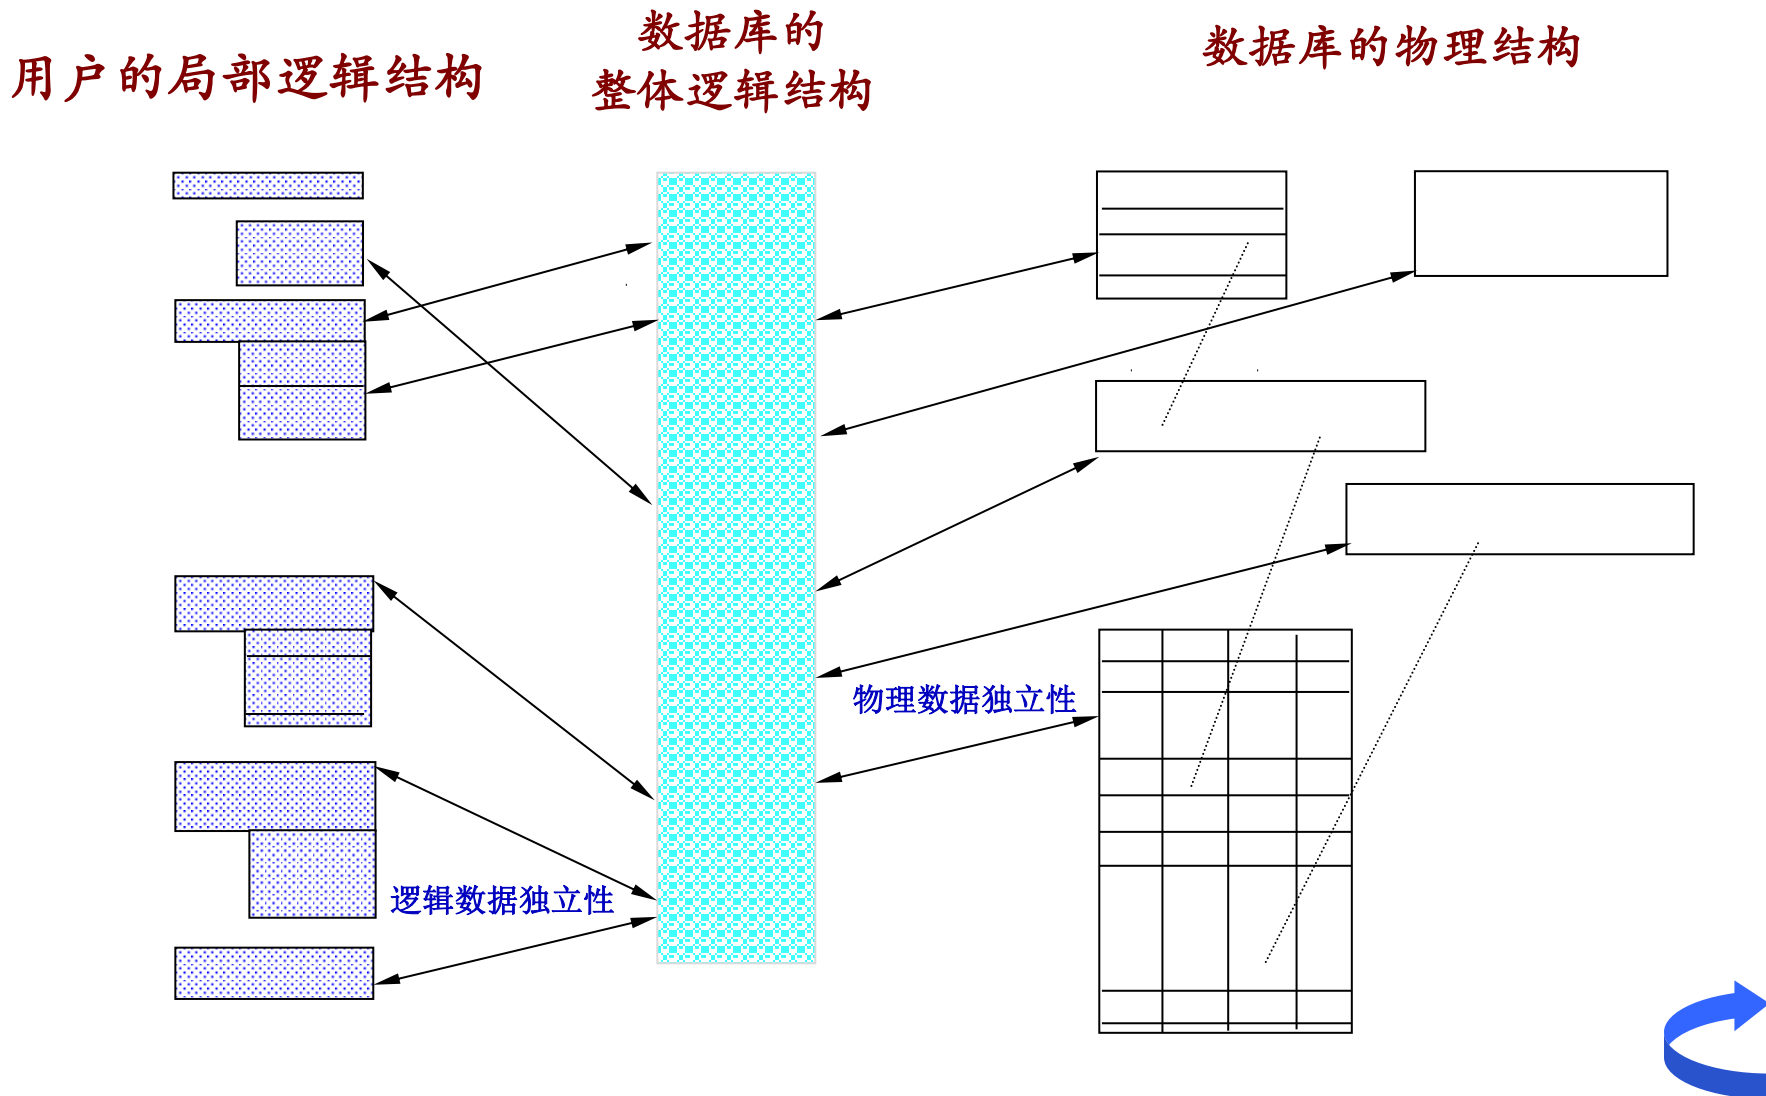 用户的局部逻辑结构
数据库的
整体逻辑结构
数据库的物理结构
物理数据独立性
逻辑数据独立性